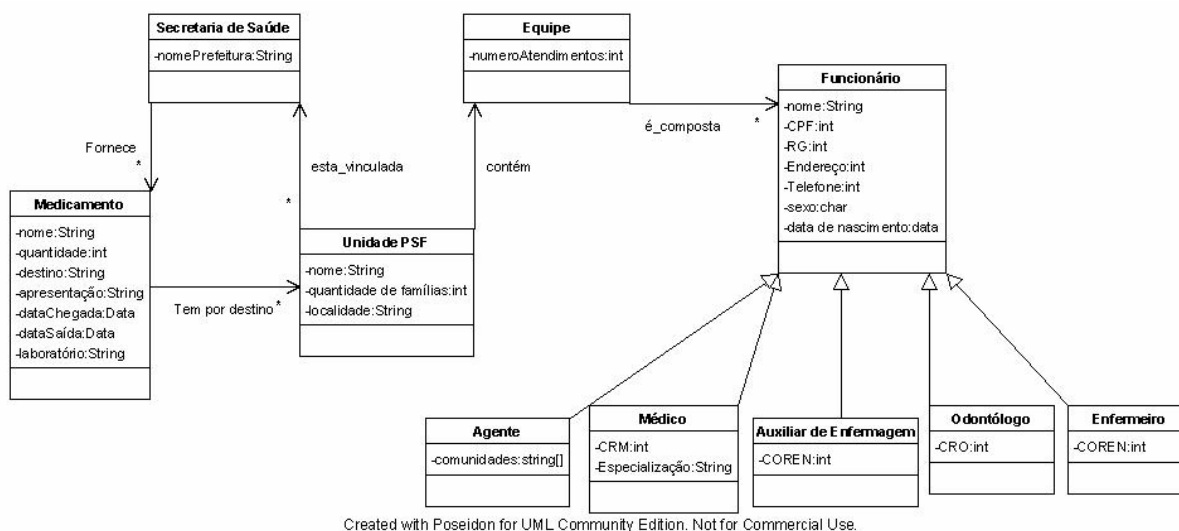 Secretaria de Saúde
-nomePrefeitura:String
Equipe
-numeroAtendimentos:int
Funcionário
-nome:String
-CPF:int
-RG:int
-Endereço:int
-Telefone:int
-sexo:char
-data de nascimento:data
é_composta
*
Fornece
*
esta_vinculada
*
contém
Medicamento
-nome:String
-quantidade:int
-destino:String
-apresentação:String
-dataChegada:Data
-dataSaída:Data
-laboratório:String
Tem por destino
*
Unidade PSF
-nome:String
-quantidade de famílias:int
-localidade:String
Agente
-comunidades:string[]
Médico
-CRM:int
-Especialização:String
Auxiliar de Enfermagem
-COREN:int
Odontólogo
-CRO:int
Enfermeiro
-COREN:int
Created with Poseidon for UML Community Edition. Not for Commercial Use.